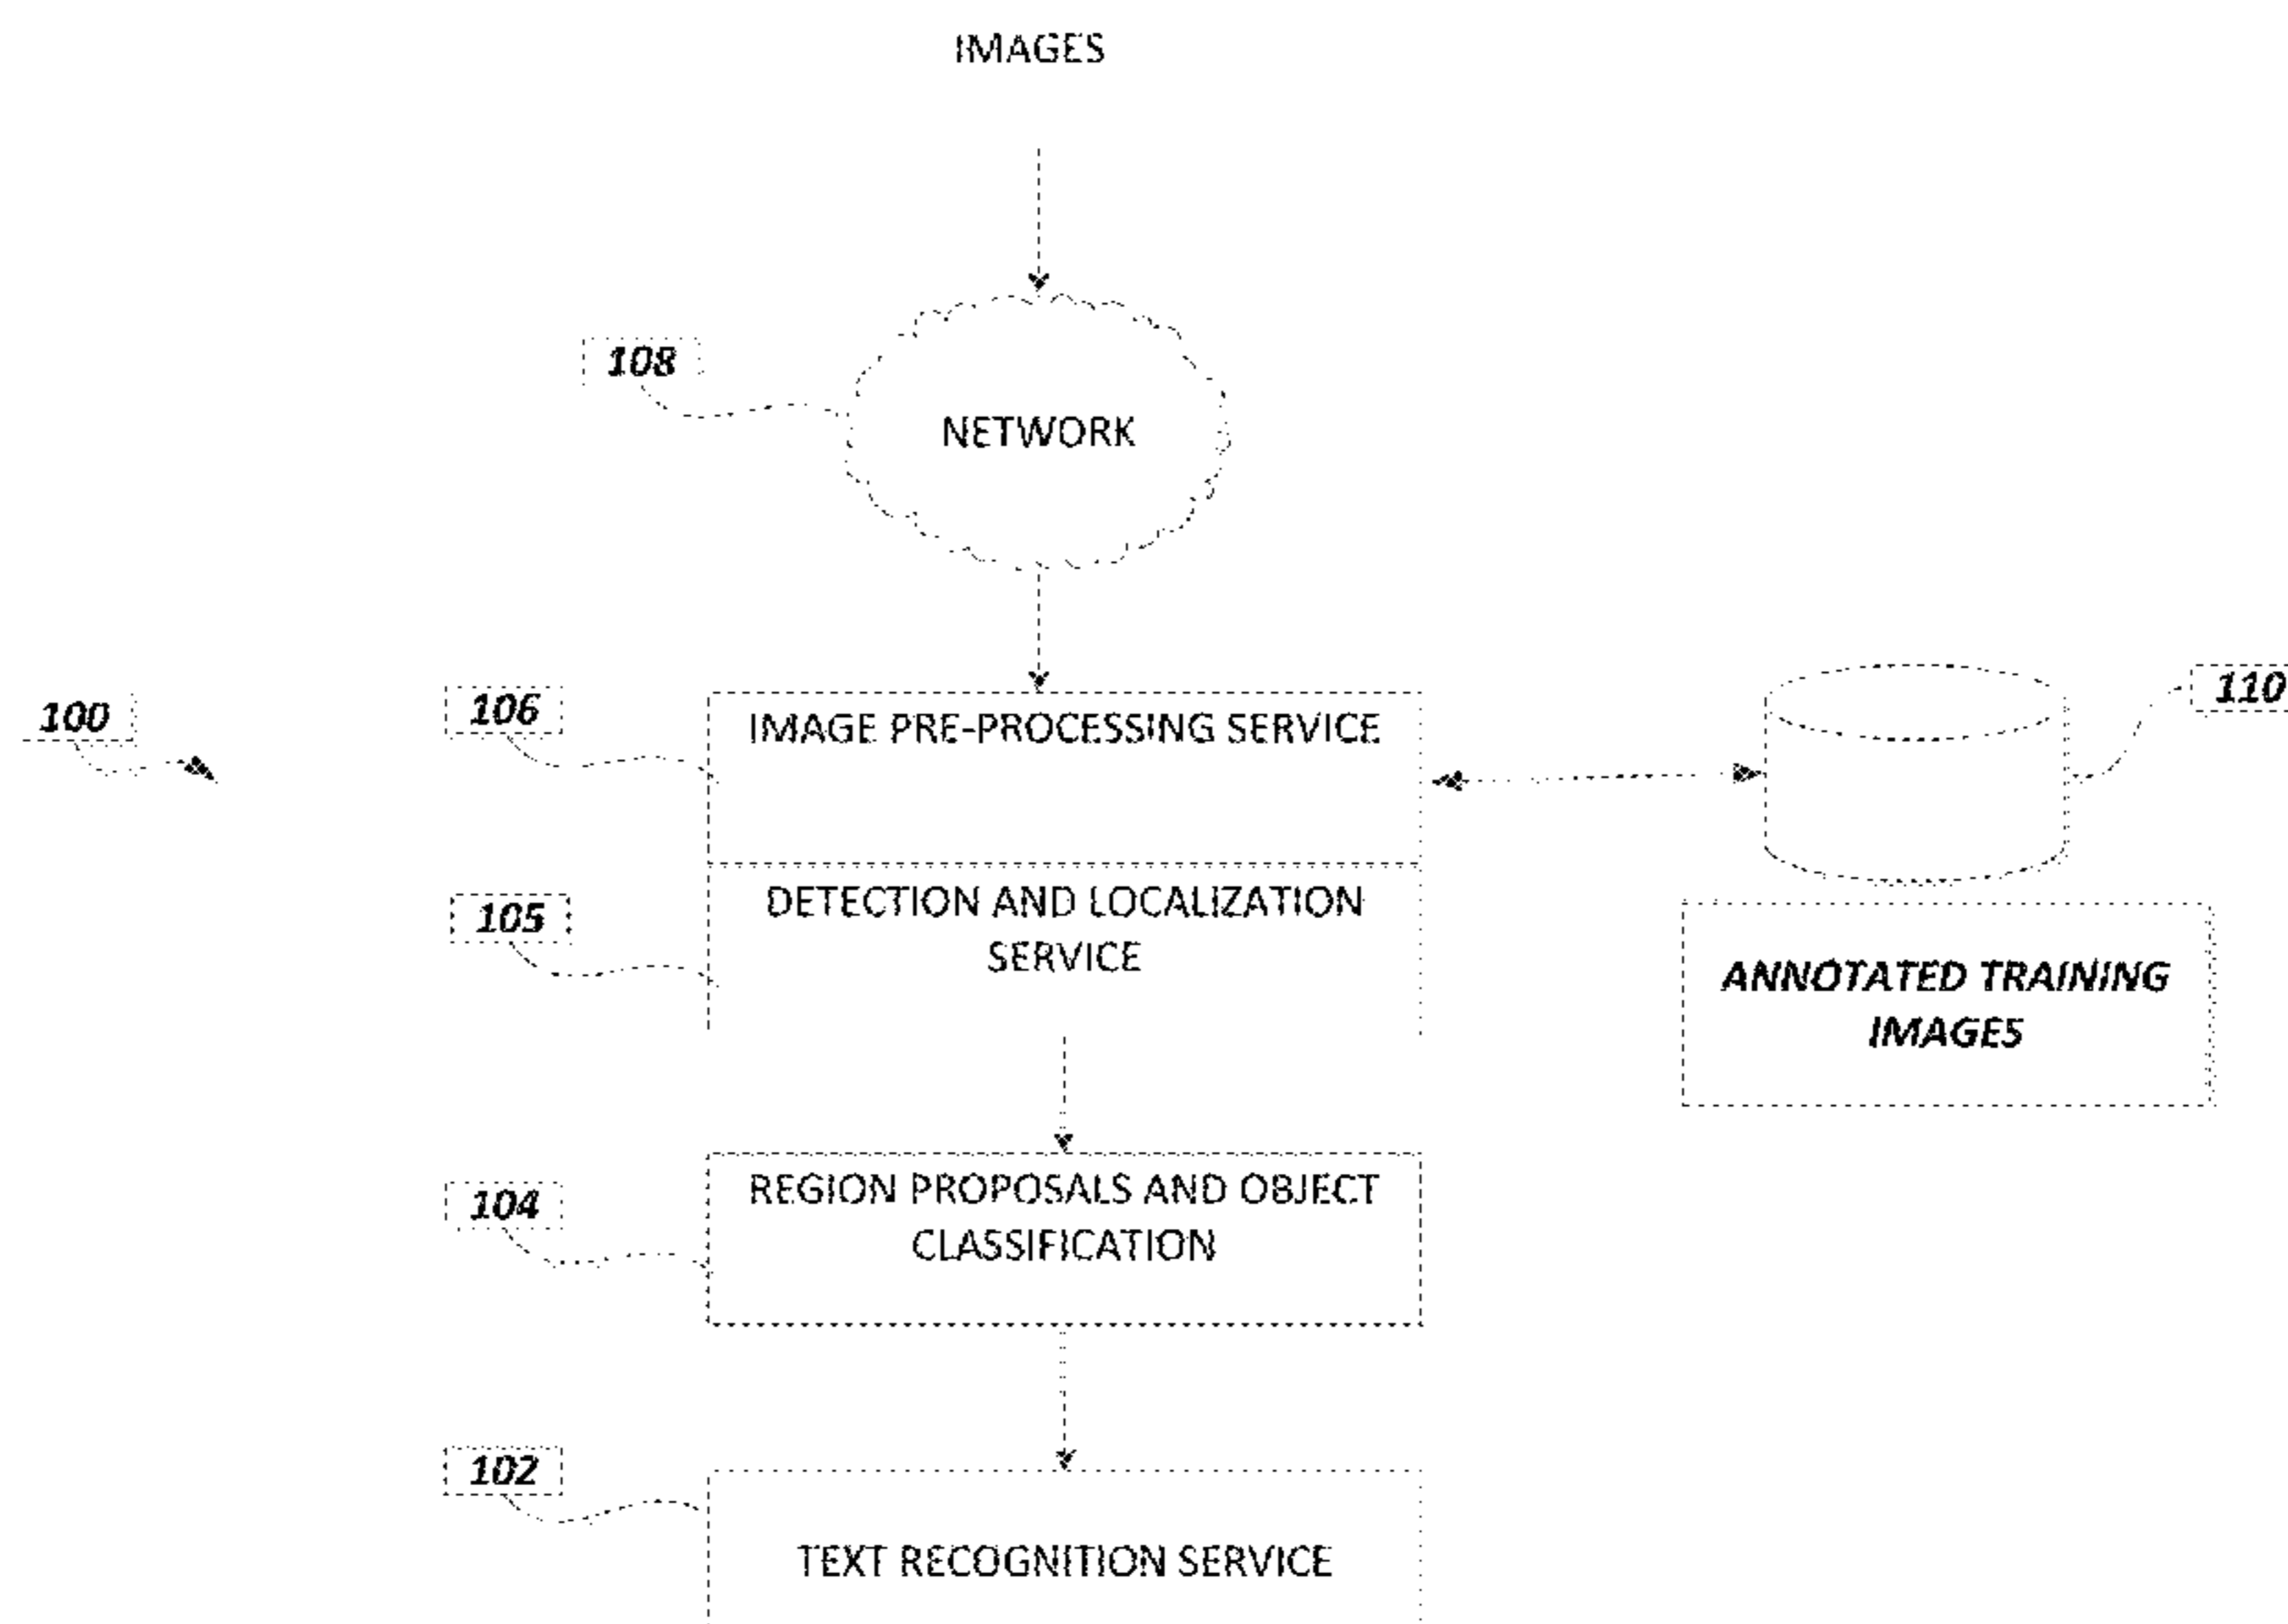 IMAGES
108
NETWORK
100
106
IMAGE PRE-PROCESSING SERVICE
110
105
DETECTION AND LOCALIZATION
SERVICE
ANNOTATED TRAINING
IMAGES
104
REGION PROPOSALS AND OBJECT
CLASSIFICATION
102
TEXT RECOGNITION SERVICE